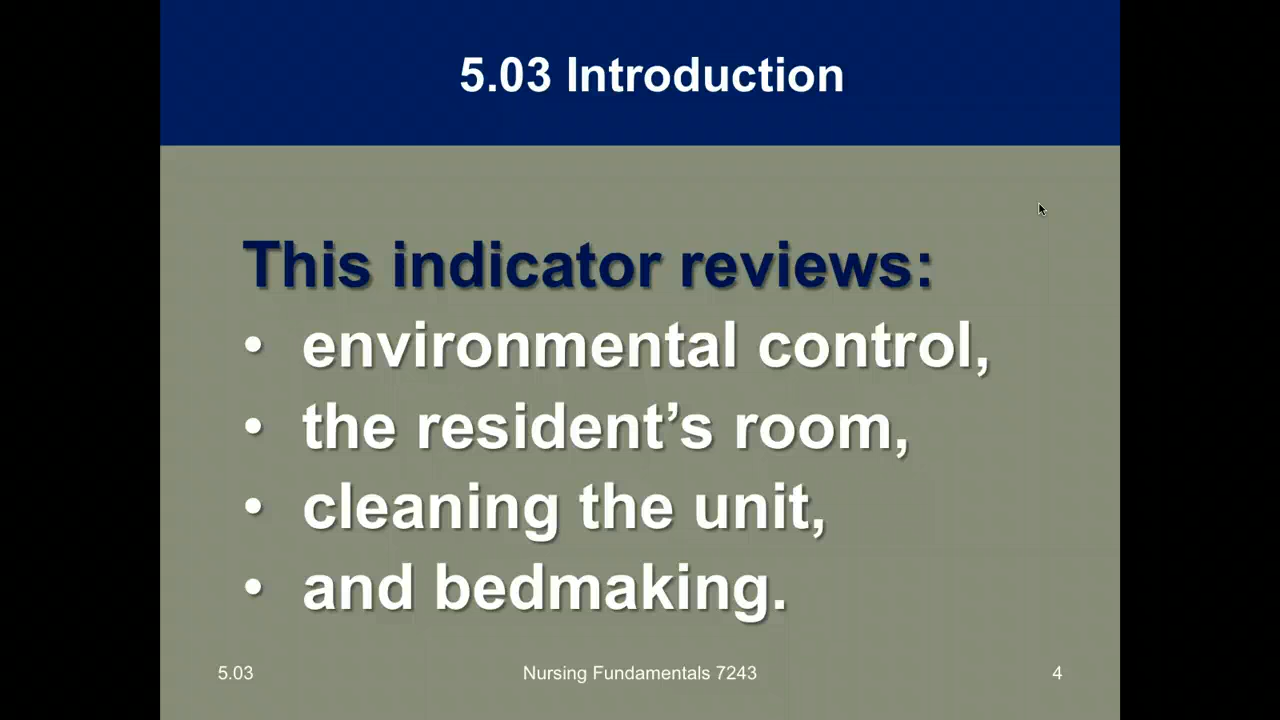 5.03 Introduction
This indicator reviews:
• environmental control,
• the resident’s room,
• cleaning the unit,
• and bedmaking.
5.03 Nursing Fundamentals 7243 4